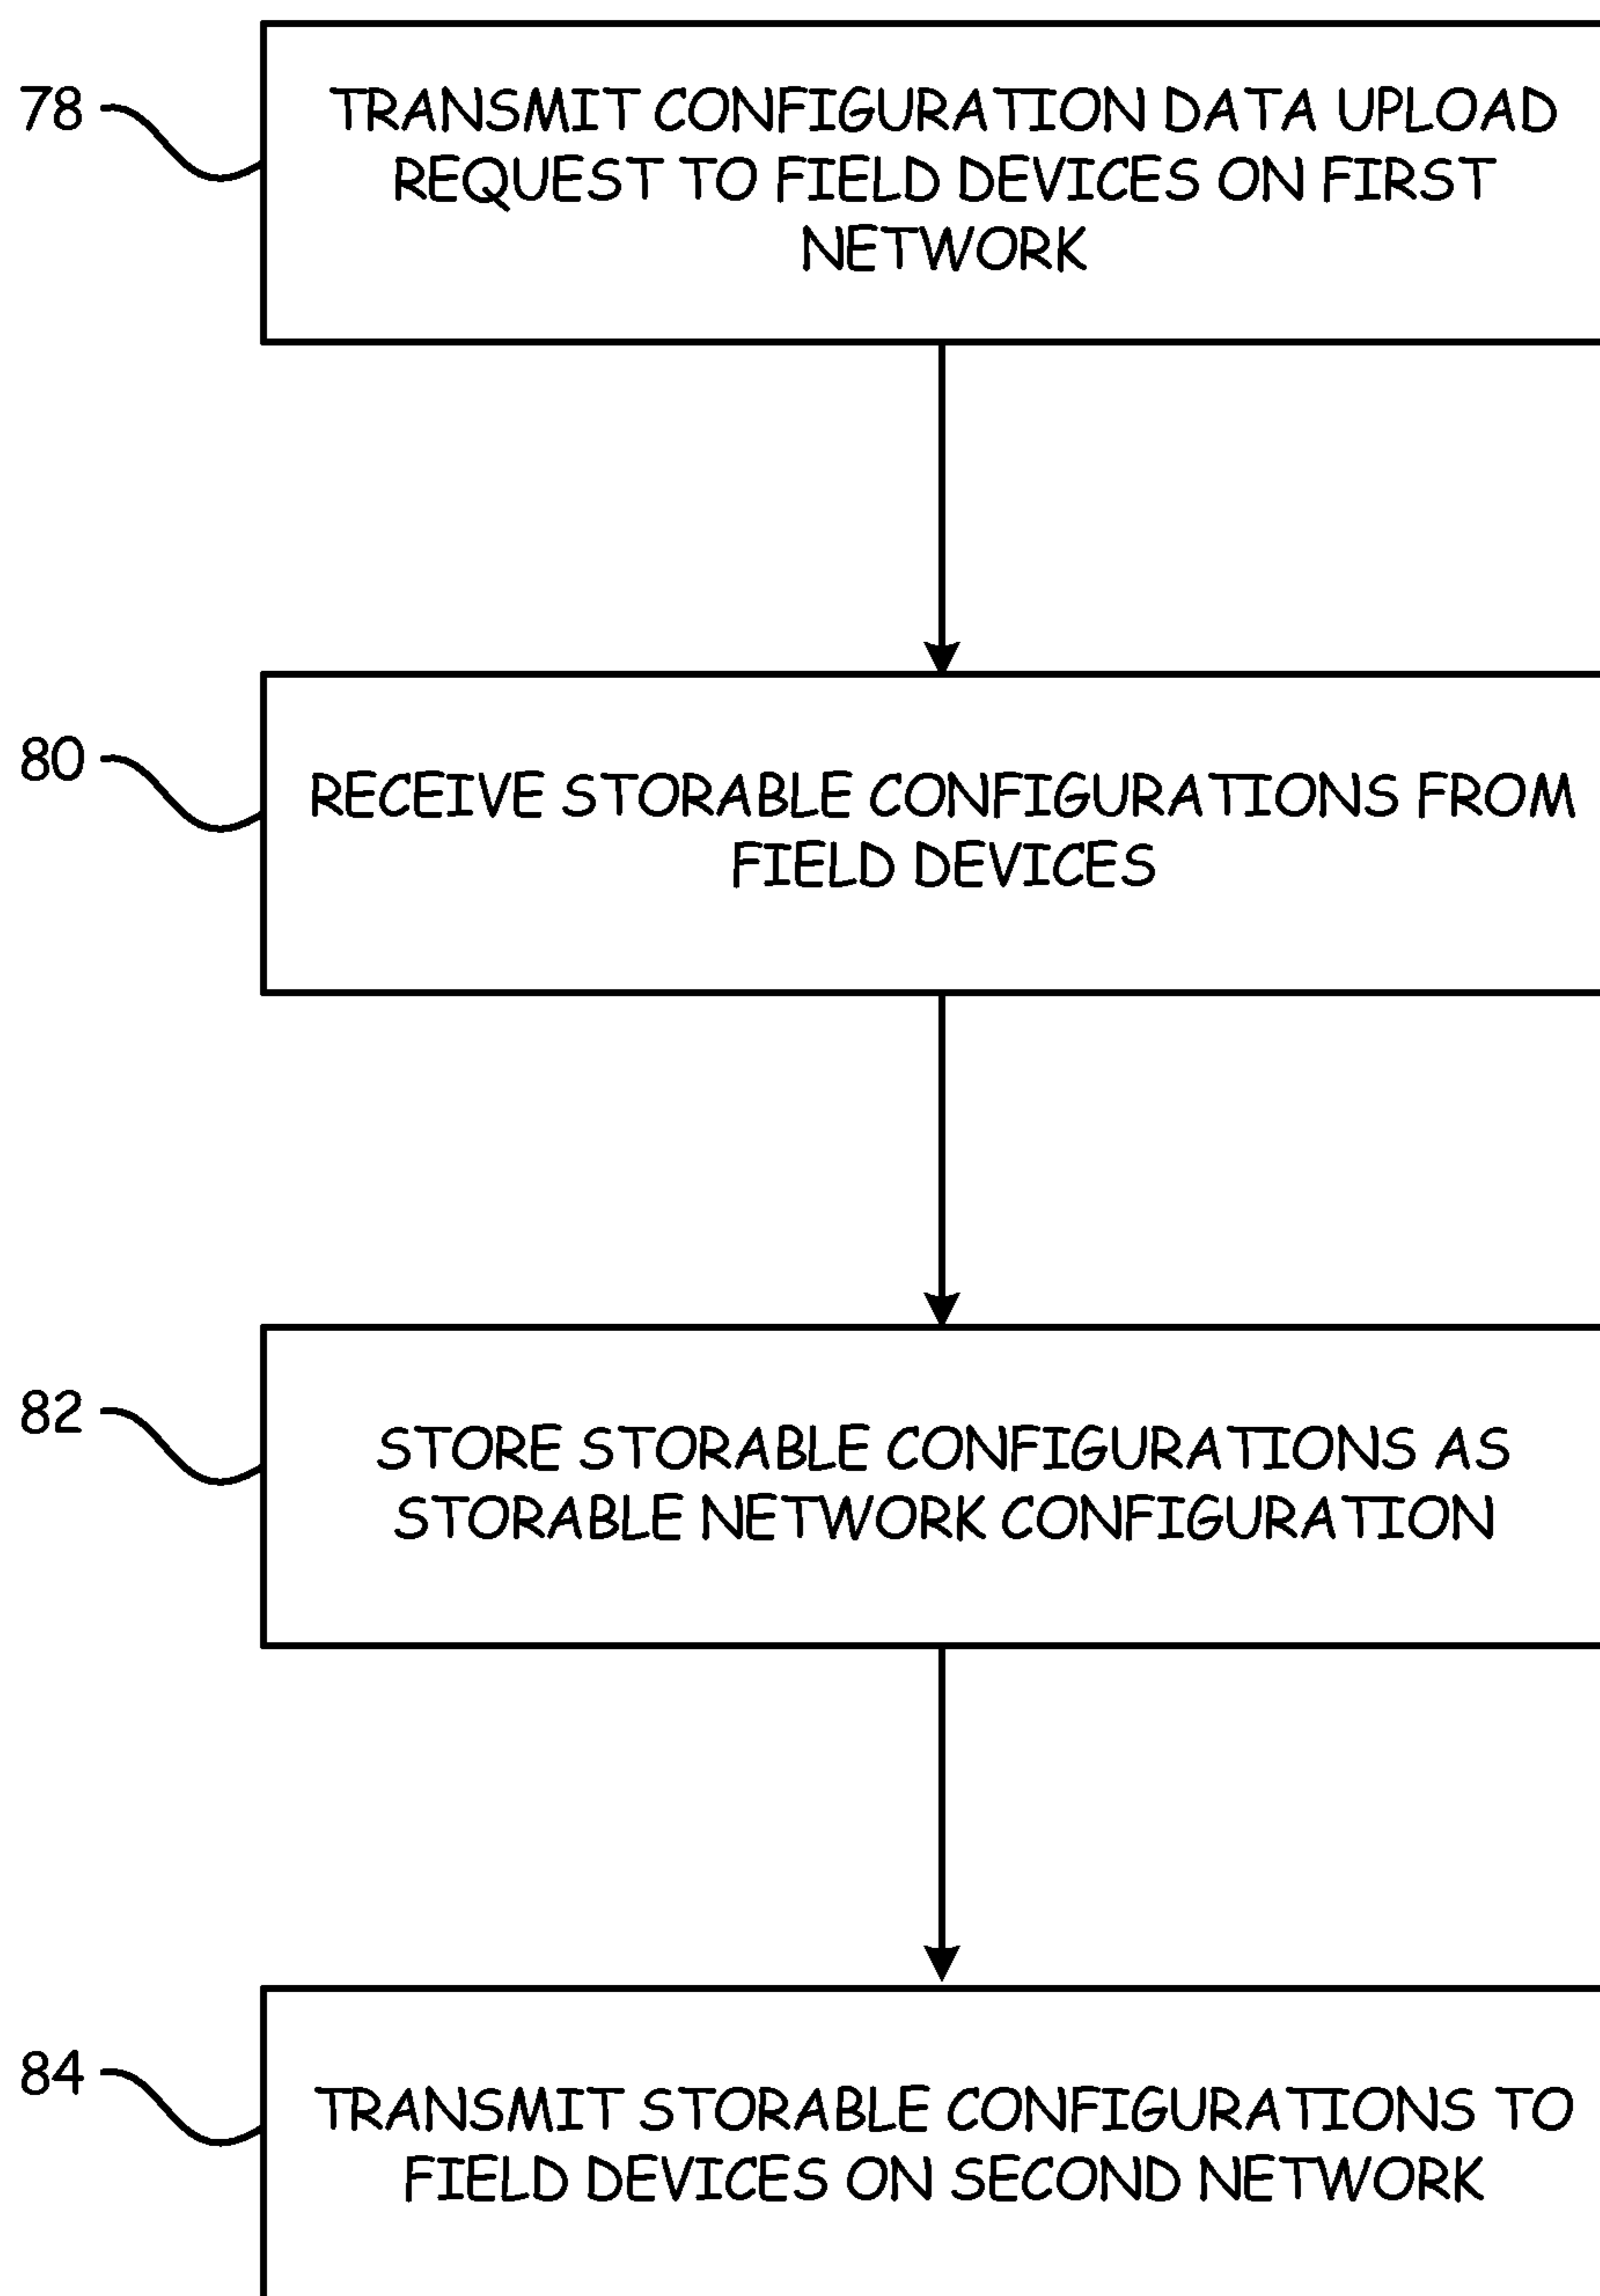 78
TRANSMIT CONFIGURATION DATA UPLOAD
REQUEST TO FIELD DEVICES ON FIRST
NETWORK
80
RECEIVE STORABLE CONFIGURATIONS FROM
FIELD DEVICES
82
STORE STORABLE CONFIGURATIONS AS
STORABLE NETWORK CONFIGURATION
84
TRANSMIT STORABLE CONFIGURATIONS TO
FIELD DEVICES ON SECOND NETWORK